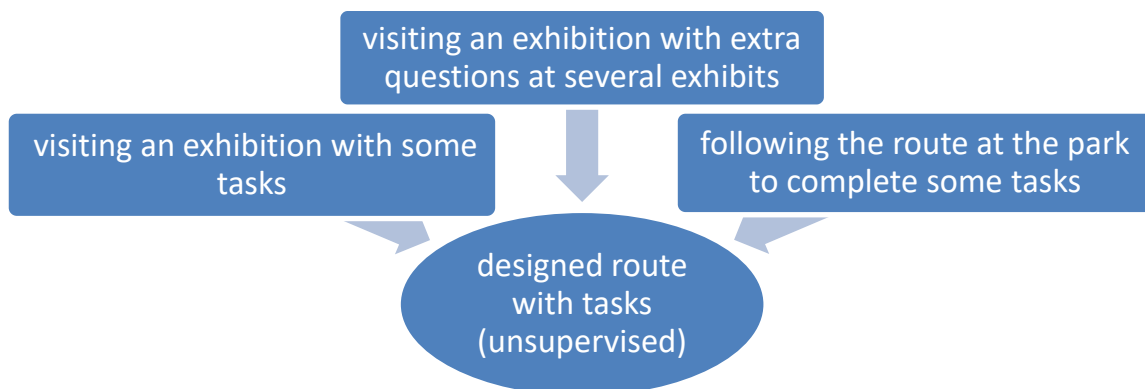 visiting an exhibition with extra
questions at several exhibits
visiting an exhibition with some
tasks
following the route at the park
to complete some tasks
designed route
with tasks
(unsupervised)